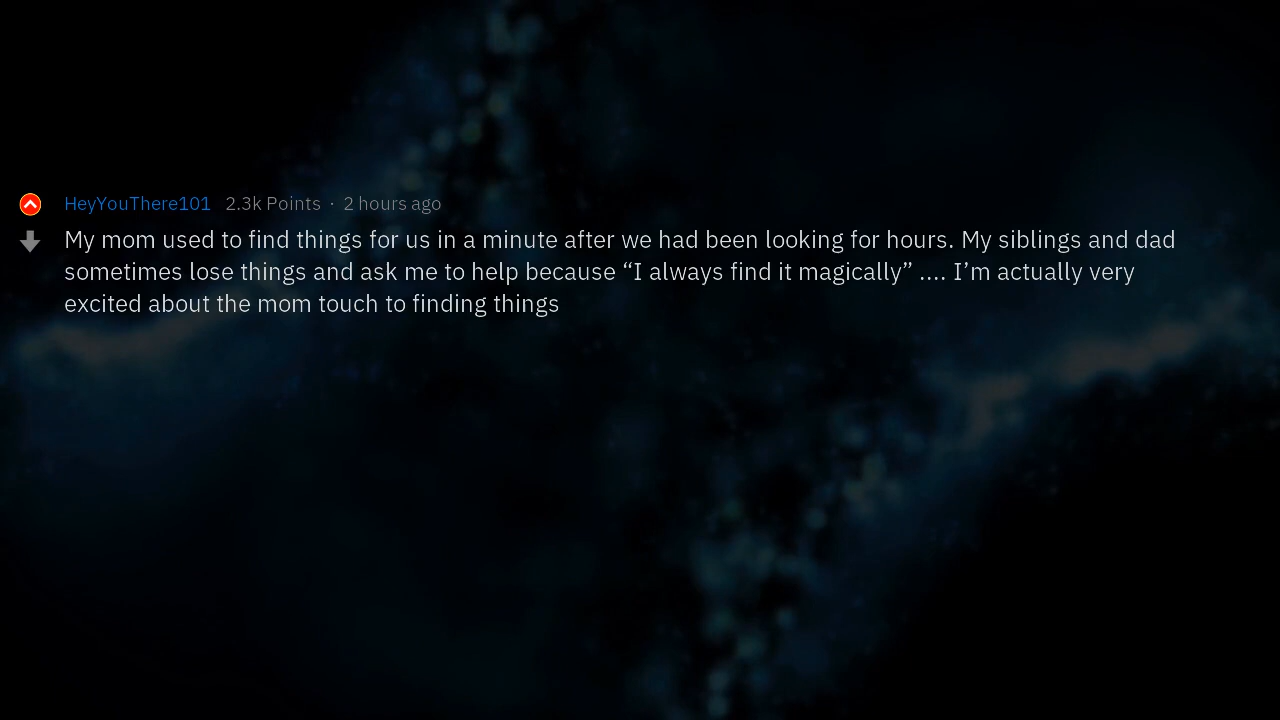 HeyYouThere101 2.3k Points · 2 hours ago
My mom used to find things for us in a minute after we had been looking for hours. My siblings and dad
sometimes lose things and ask me to help because “I always find it magically” .... I’m actually very
excited about the mom touch to finding things